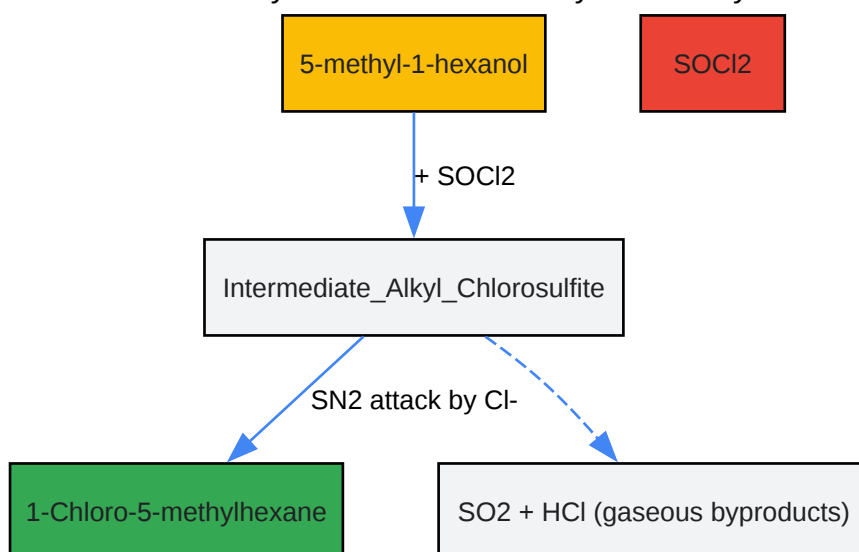 5-methyl-1-hexanol
SOCl2
+ SOCl2
Intermediate_Alkyl_Chlorosulfite
SN2 attack by Cl-
1-Chloro-5-methylhexane
SO2 + HCl (gaseous byproducts)